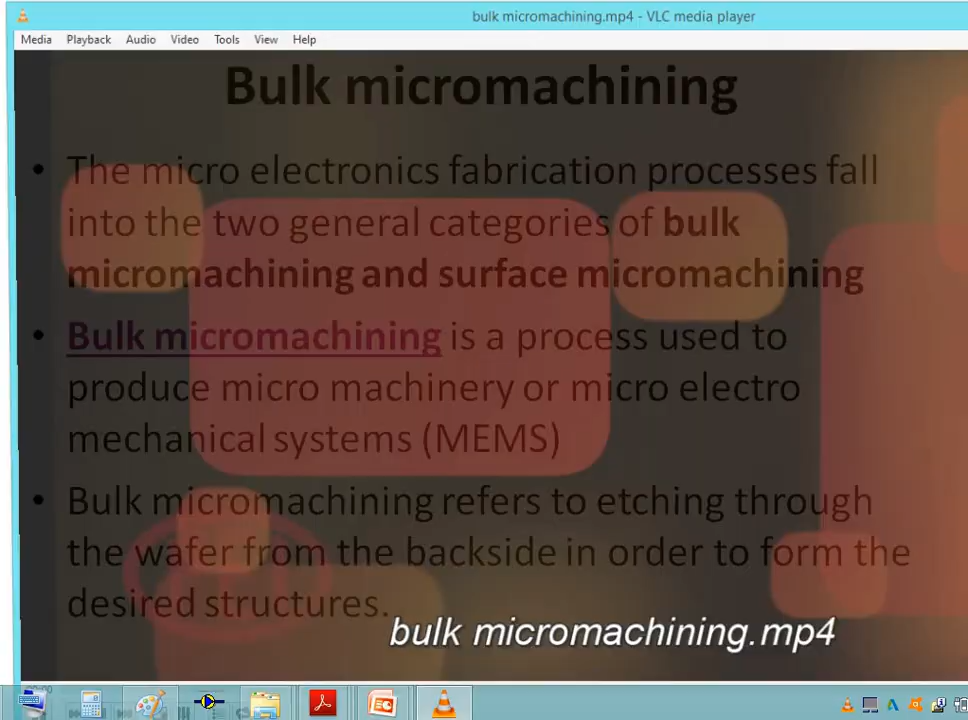 bulk micromachining.mp4 - VLC media player
Media Playback Audio Video Tools View Help
Bulk micromachining
• The micro electronics fabrication processes fall
into the two general categories of bulk
micromachining and surface micromachining
• Bulk micromachining is a process used to
produce micro machinery or micro electro
mechanical systems (MEMS)
• Bulk micromachining refers to etching through
the wafer from the backside in order to form the
desired structures.
bulk micromachining.mp4